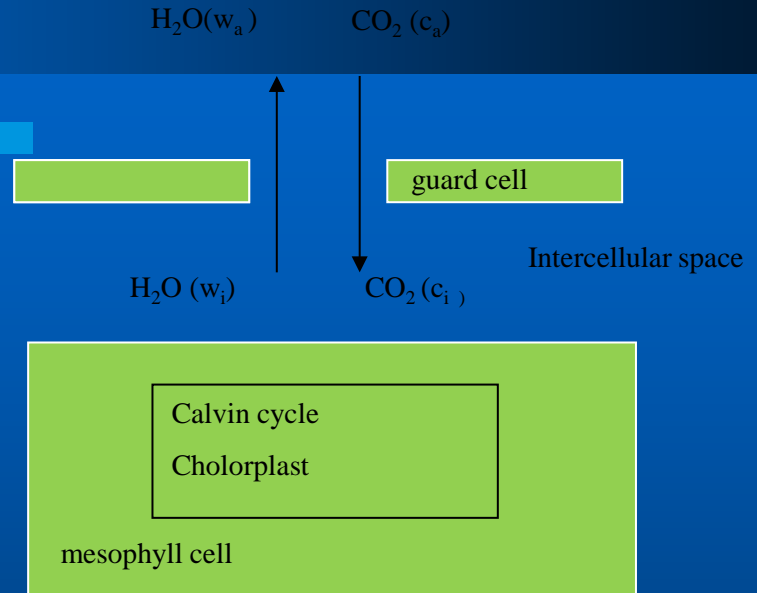 H₂O(wₐ) CO₂ (cₐ)
guard cell
Intercellular space
H₂O (wᵢ) CO₂ (cᵢ )
Calvin cycle
Cholorplast
mesophyll cell